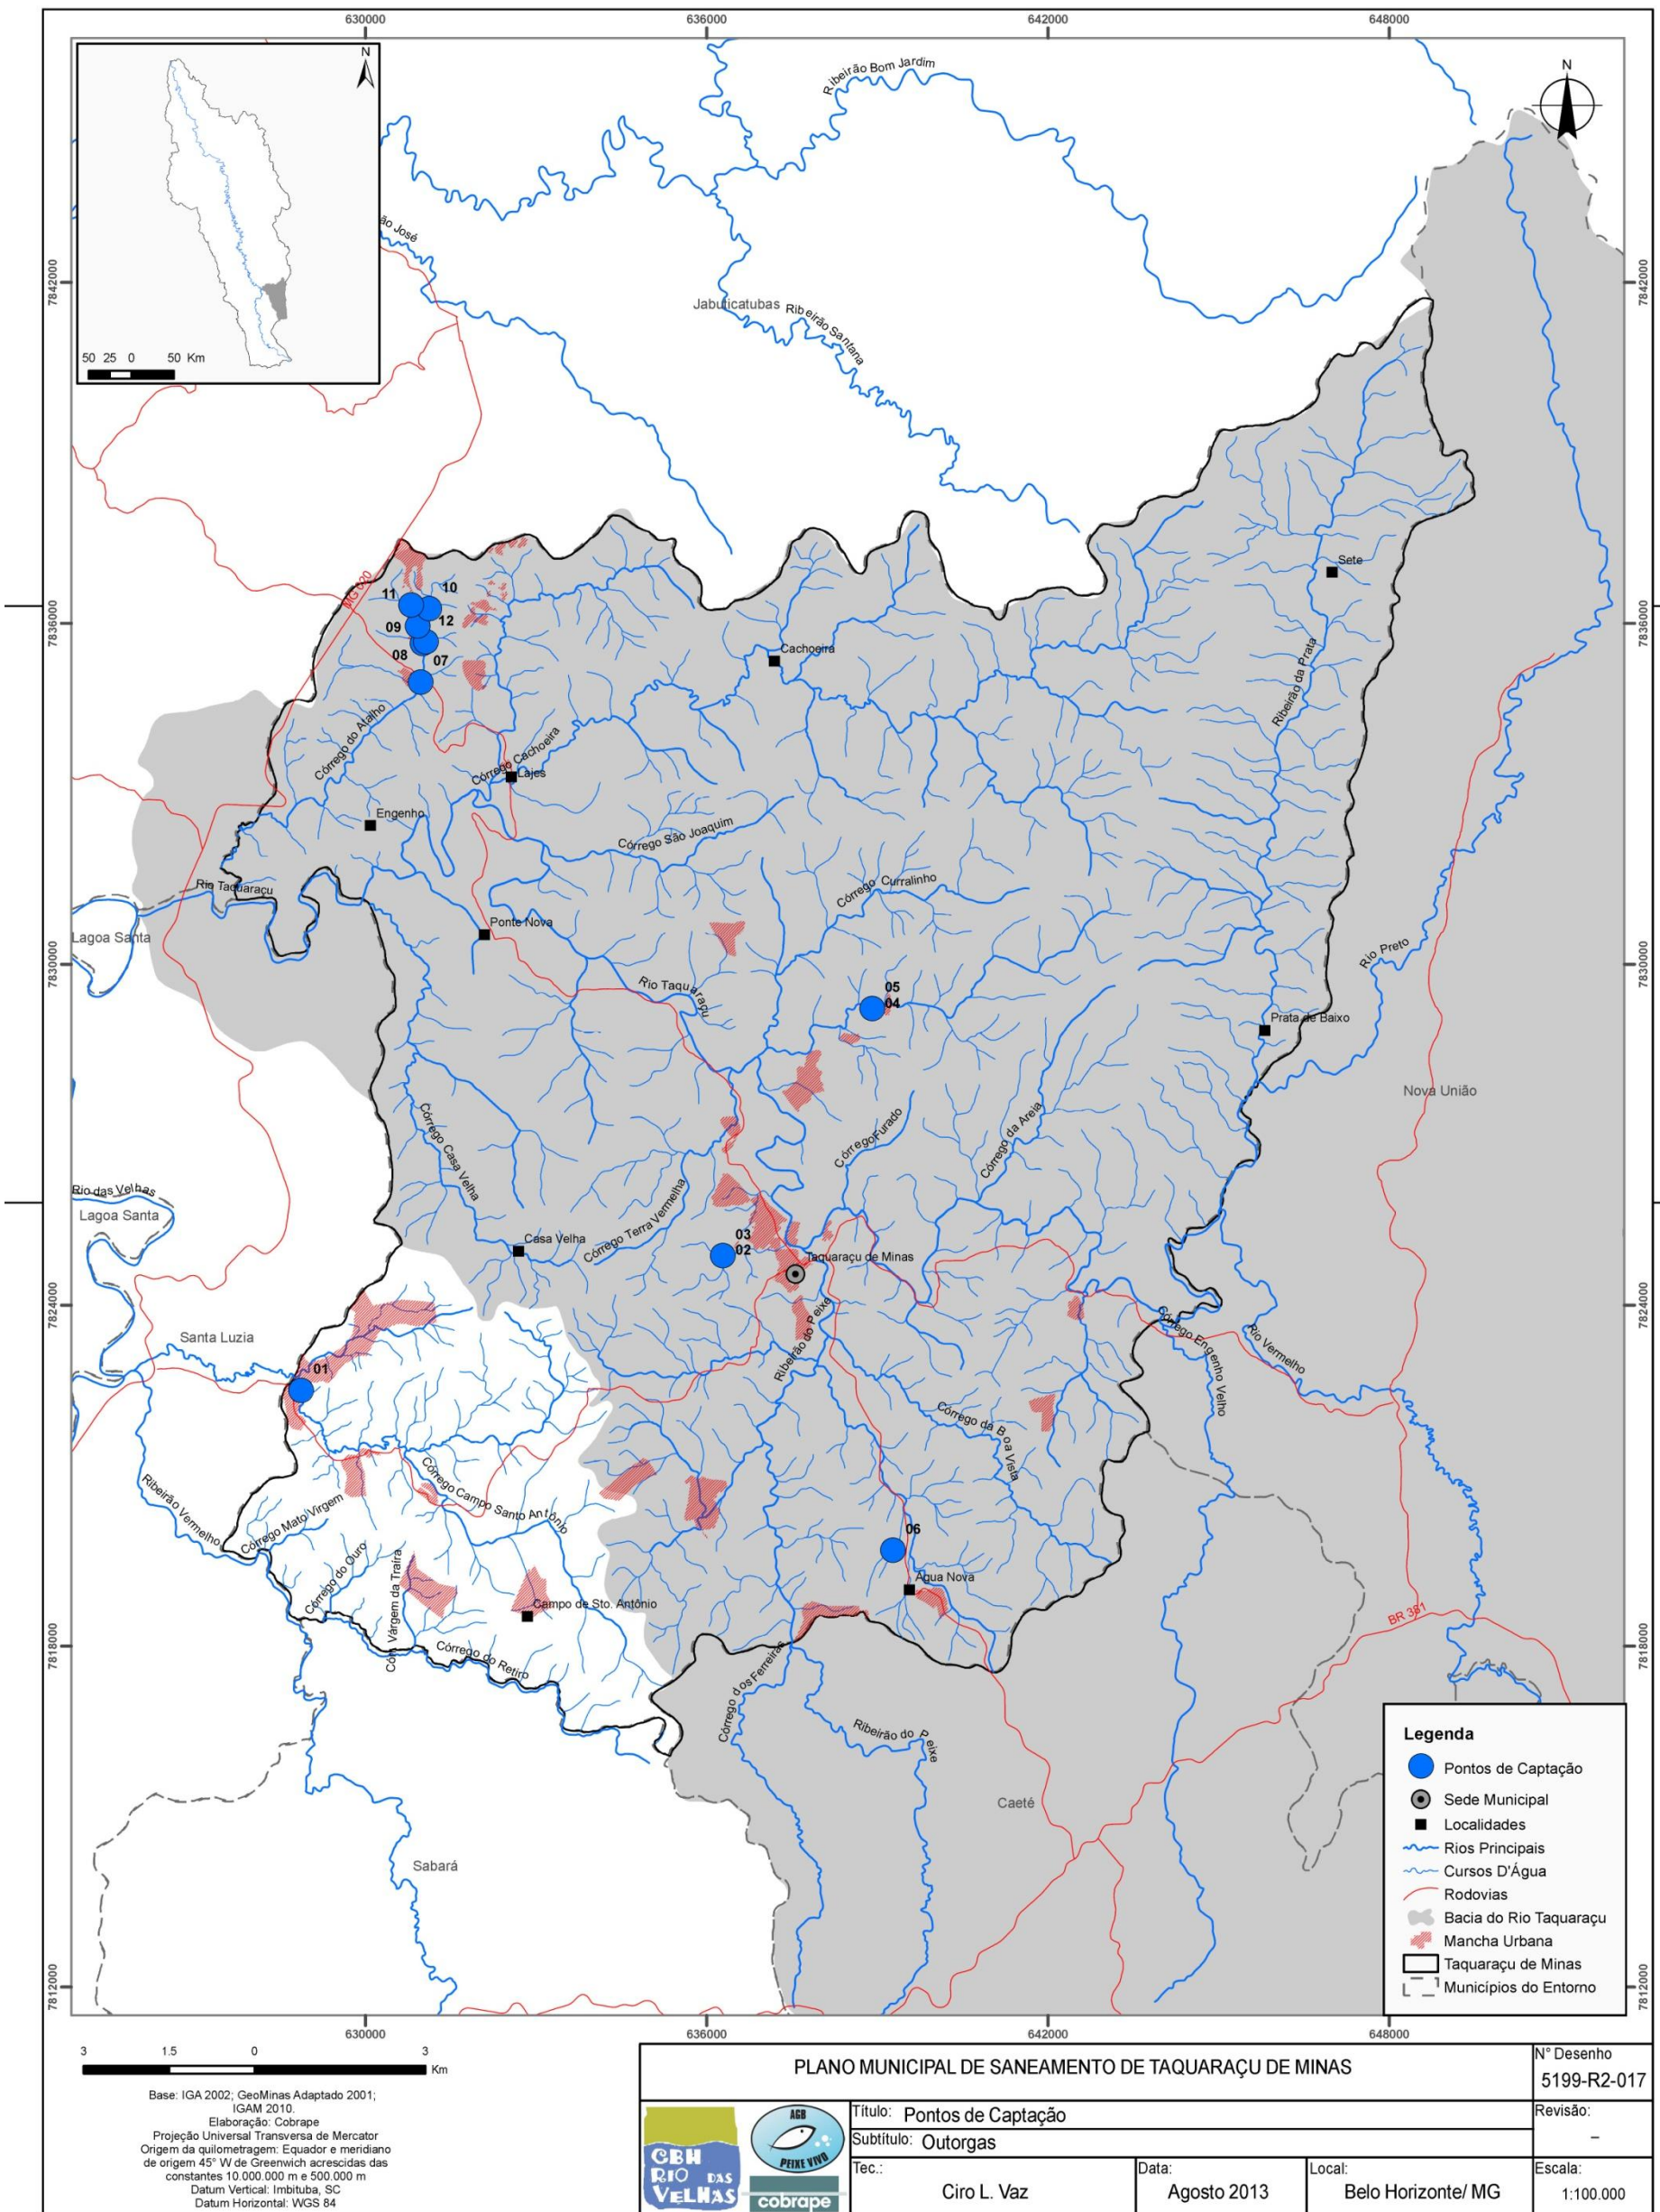 630000
636000
642000
648000
N
N
50 25 0 50 Km
Ribeirão Bom Jardim
ão José
7842000
7842000
Jabuticatubas
Ribeirão Santana
MG 020
10
11
12
09
08
07
7836000
7836000
Sete
Cachoeira
Ribeirão da Prata
Córrego do Atalho
Córrego Cachoeira
Lajes
Engenho
Córrego São Joaquim
Rio Taquaraçu
Córrego Curralinho
Ponte Nova
Lagoa Santa
Rio Preto
7830000
7830000
Rio Taquaraçu
05
04
Prata de Baixo
Nova União
Córrego Casa Velha
Córrego Furado
Córrego da Areia
Rio das Velhas
Lagoa Santa
Córrego Terra Vermelha
Casa Velha
03
02
Taquaraçu de Minas
7824000
7824000
Ribeirão do Peixe
Córrego Engenho Velho
Rio Vermelho
Santa Luzia
01
Córrego da Boa Vista
Córrego Campo Santo Antônio
Ribeirão Vermelho
Córrego Mato Virgem
Córrego do Ouro
Córr. Várgem da Traíra
06
Água Nova
Campo de Sto. Antônio
BR 381
7818000
7818000
Córrego do Retiro
Córrego dos Ferreiras
Ribeirão do Peixe
Caeté
Sabará
Legenda
Pontos de Captação
Sede Municipal
Localidades
Rios Principais
Cursos D'Água
Rodovias
Bacia do Rio Taquaraçu
Mancha Urbana
Taquaraçu de Minas
Municípios do Entorno
7812000
7812000
630000
636000
642000
648000
3 1.5 0 3
Km
Base: IGA 2002; GeoMinas Adaptado 2001;
IGAM 2010.
Elaboração: Cobrape
Projeção Universal Transversa de Mercator
Origem da quilometragem: Equador e meridiano
de origem 45° W de Greenwich acrescidas das
constantes 10.000.000 m e 500.000 m
Datum Vertical: Imbituba, SC
Datum Horizontal: WGS 84
PLANO MUNICIPAL DE SANEAMENTO DE TAQUARAÇU DE MINAS
N° Desenho
5199-R2-017
CBH
RIO DAS
VELHAS
AGB
PEIXE VIVO
cobrape
Título: Pontos de Captação
Subtítulo: Outorgas
Revisão:
–
Tec.:
Ciro L. Vaz
Data:
Agosto 2013
Local:
Belo Horizonte/ MG
Escala:
1:100.000